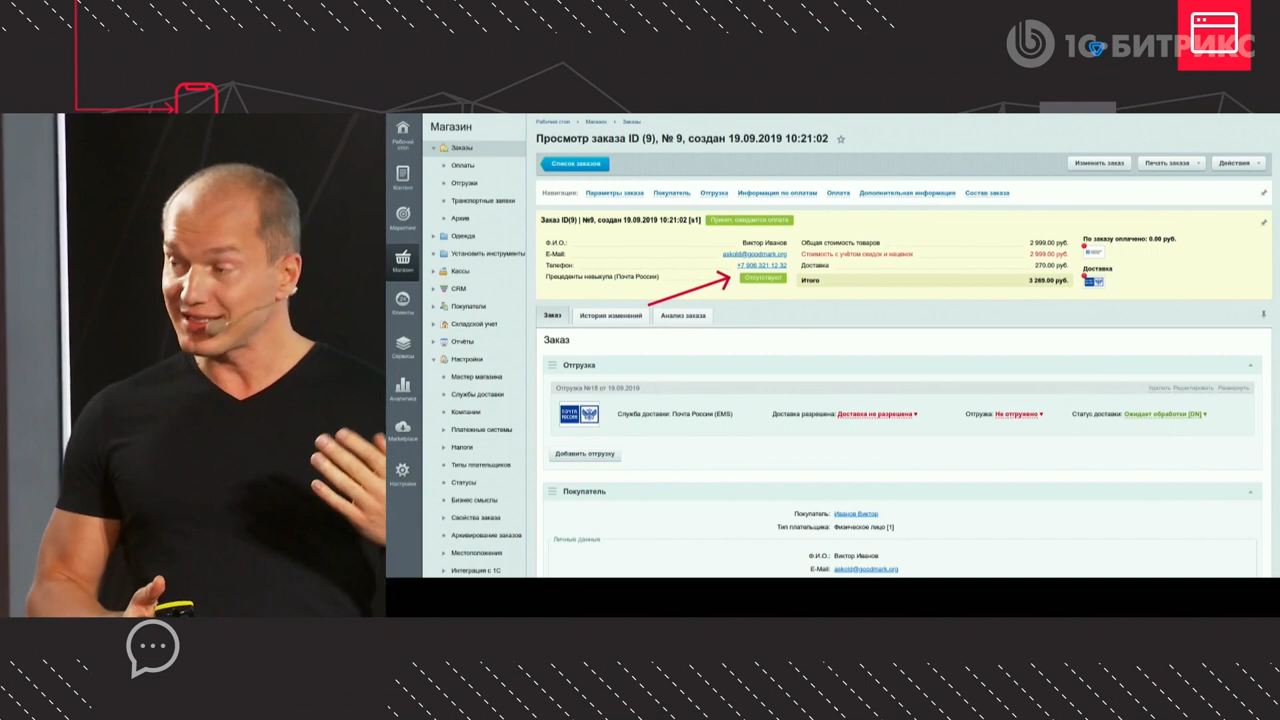 1С-БИТРИКС
Рабочий стол
Контент
Маркетинг
Магазин
Клиенты
Сервисы
Аналитика
Marketplace
Настройки
Магазин
Заказы
Оплаты
Отгрузки
Транспортные заявки
Архив
Одежда
Установить инструменты
Кассы
CRM
Покупатели
Складской учет
Отчёты
Настройки
Мастер магазина
Службы доставки
Компании
Платежные системы
Налоги
Типы плательщиков
Статусы
Бизнес смыслы
Свойства заказа
Архивирование заказов
Местоположения
Интеграция с 1С
Рабочий стол Магазин Заказы
Просмотр заказа ID (9), № 9, создан 19.09.2019 10:21:02
Список заказов Изменить заказ Печать заказа Действия
Навигация: Параметры заказа Покупатель Отгрузка Информация по оплатам Оплата Дополнительная информация Состав заказа
Заказ ID(9) | №9, создан 19.09.2019 10:21:02 [s1] Принят, ожидается оплата
Ф.И.О.: Виктор Иванов
E-Mail: askold@goodmark.org
Телефон: +7 906 321 12 32
Прецеденты невыкупа (Почта России) Отсутствуют
Общая стоимость товаров 2 999.00 руб.
Стоимость с учётом скидок и наценок 2 999.00 руб.
Доставка 270.00 руб.
Итого 3 269.00 руб.
По заказу оплачено: 0.00 руб.
Доставка
Заказ История изменений Анализ заказа
Заказ
Отгрузка
Отгрузка №18 от 19.09.2019 Удалить Редактировать Развернуть
ПОЧТА РОССИИ
Служба доставки: Почта России (EMS) Доставка разрешена: Доставка не разрешена Отгрузка: Не отгружено Статус доставки: Ожидает обработки [DN]
Добавить отгрузку
Покупатель
Покупатель: Иванов Виктор
Тип плательщика: Физическое лицо [1]
Личные данные
Ф.И.О.: Виктор Иванов
E-Mail: askold@goodmark.org